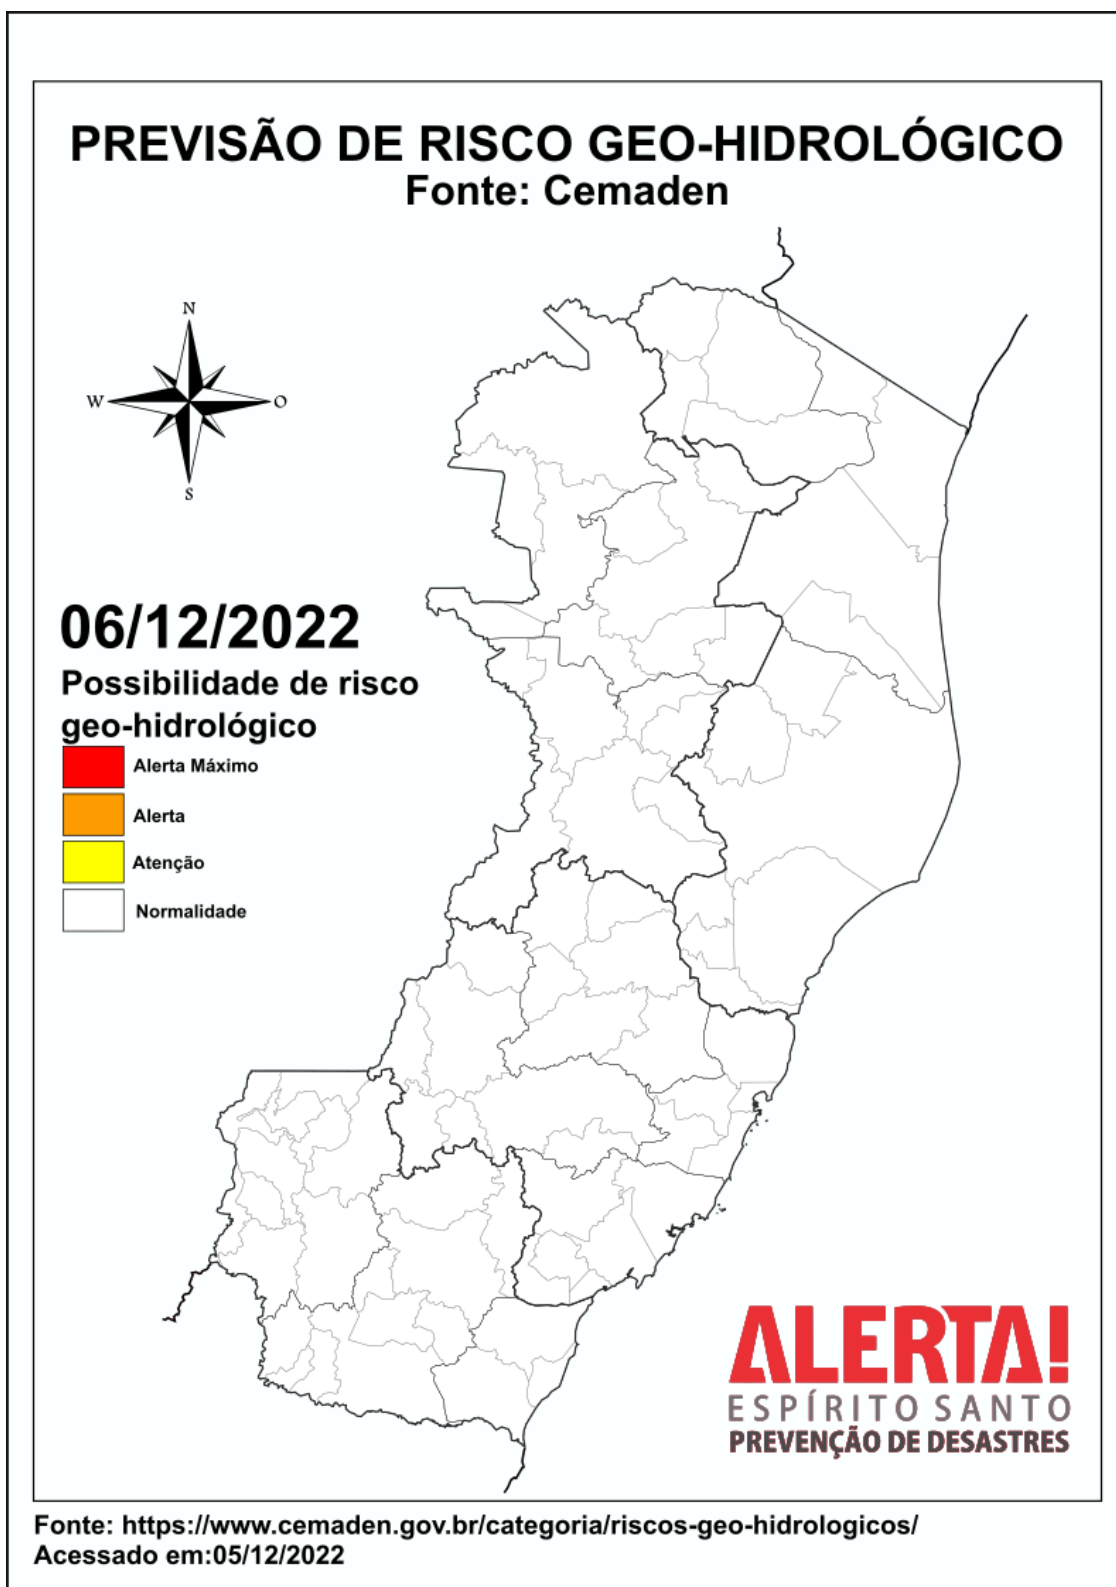 PREVISÃO DE RISCO GEO-HIDROLÓGICO
Fonte: Cemaden
N
W
O
S
06/12/2022
Possibilidade de risco
geo-hidrológico
Alerta Máximo
Alerta
Atenção
Normalidade
ALERTA!
ESPÍRITO SANTO
PREVENÇÃO DE DESASTRES
Fonte: https://www.cemaden.gov.br/categoria/riscos-geo-hidrologicos/
Acessado em:05/12/2022